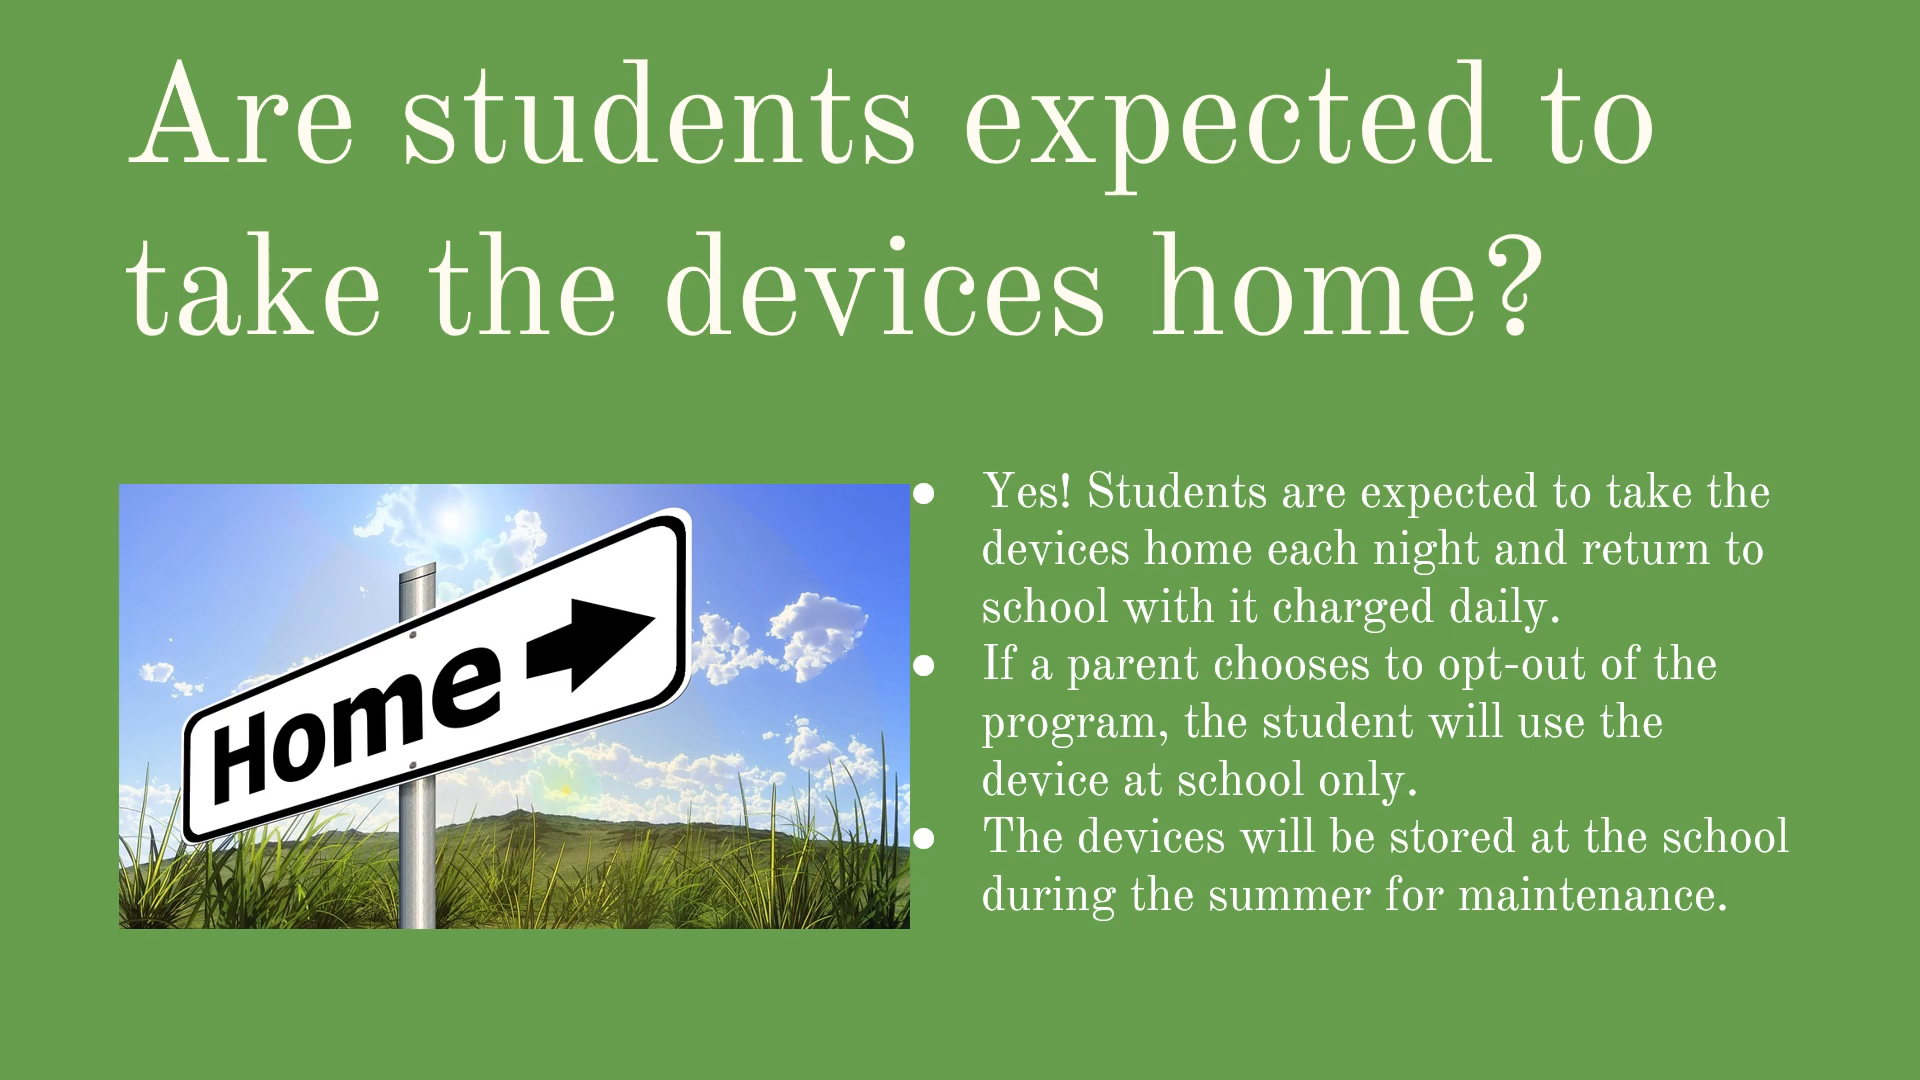 Are students expected to
take the devices home?
Home
● Yes! Students are expected to take the
devices home each night and return to
school with it charged daily.
● If a parent chooses to opt-out of the
program, the student will use the
device at school only.
● The devices will be stored at the school
during the summer for maintenance.